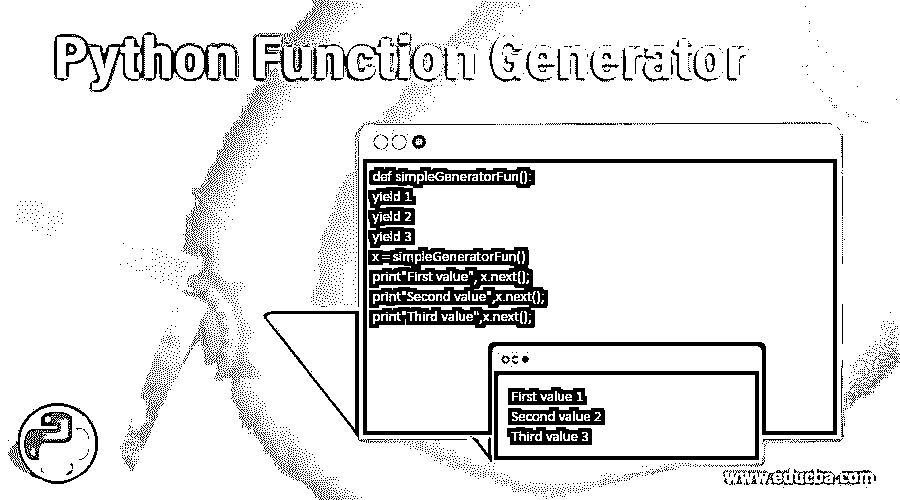 Python Function Generator
def simpleGeneratorFun():
yield 1
yield 2
yield 3
x = simpleGeneratorFun()
print"First value", x.next();
print"Second value",x.next();
print"Third value",x.next();
First value 1
Second value 2
Third value 3
www.educba.com